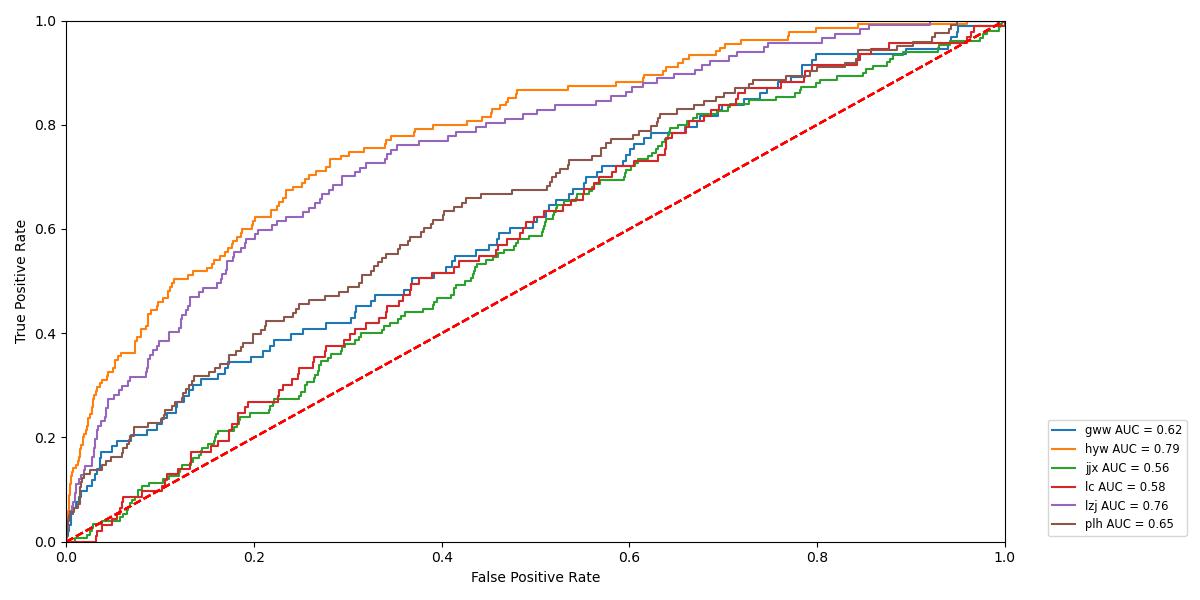 1.0
0.8
0.6
0.4
0.2
0.0
True Positive Rate
0.0 0.2 0.4 0.6 0.8 1.0
False Positive Rate
gww AUC = 0.62
hyw AUC = 0.79
jjx AUC = 0.56
lc AUC = 0.58
lzj AUC = 0.76
plh AUC = 0.65